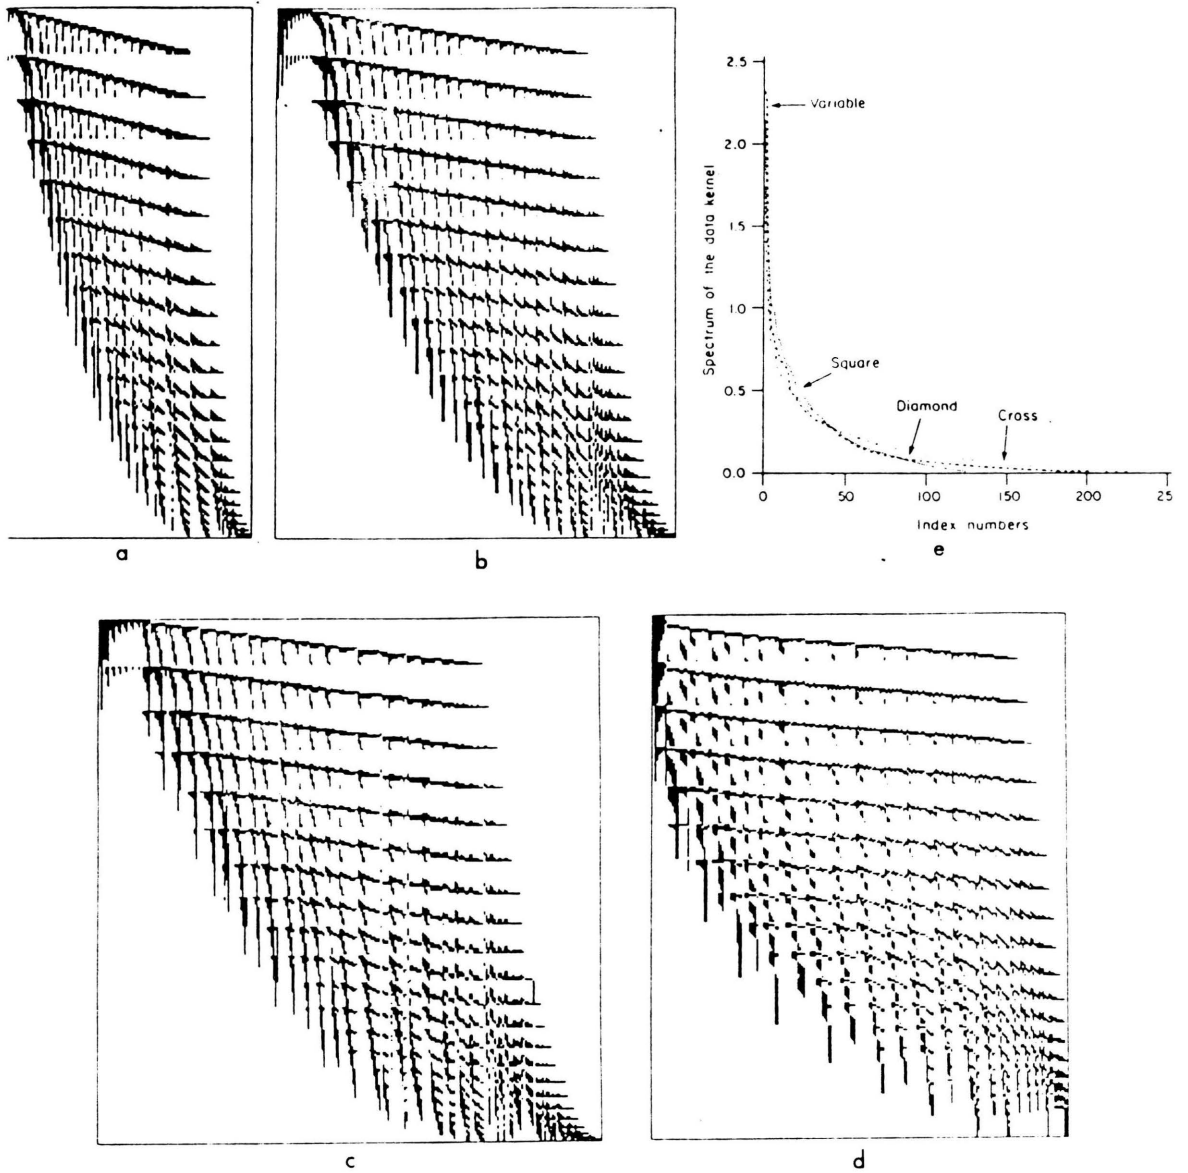 2.5
Variable
2.0
Spectrum of the data kernel
1.5
1.0
Square
0.5
Diamond
Cross
0.0
0
50
100
150
200
25
Index numbers
a
b
e
c
d